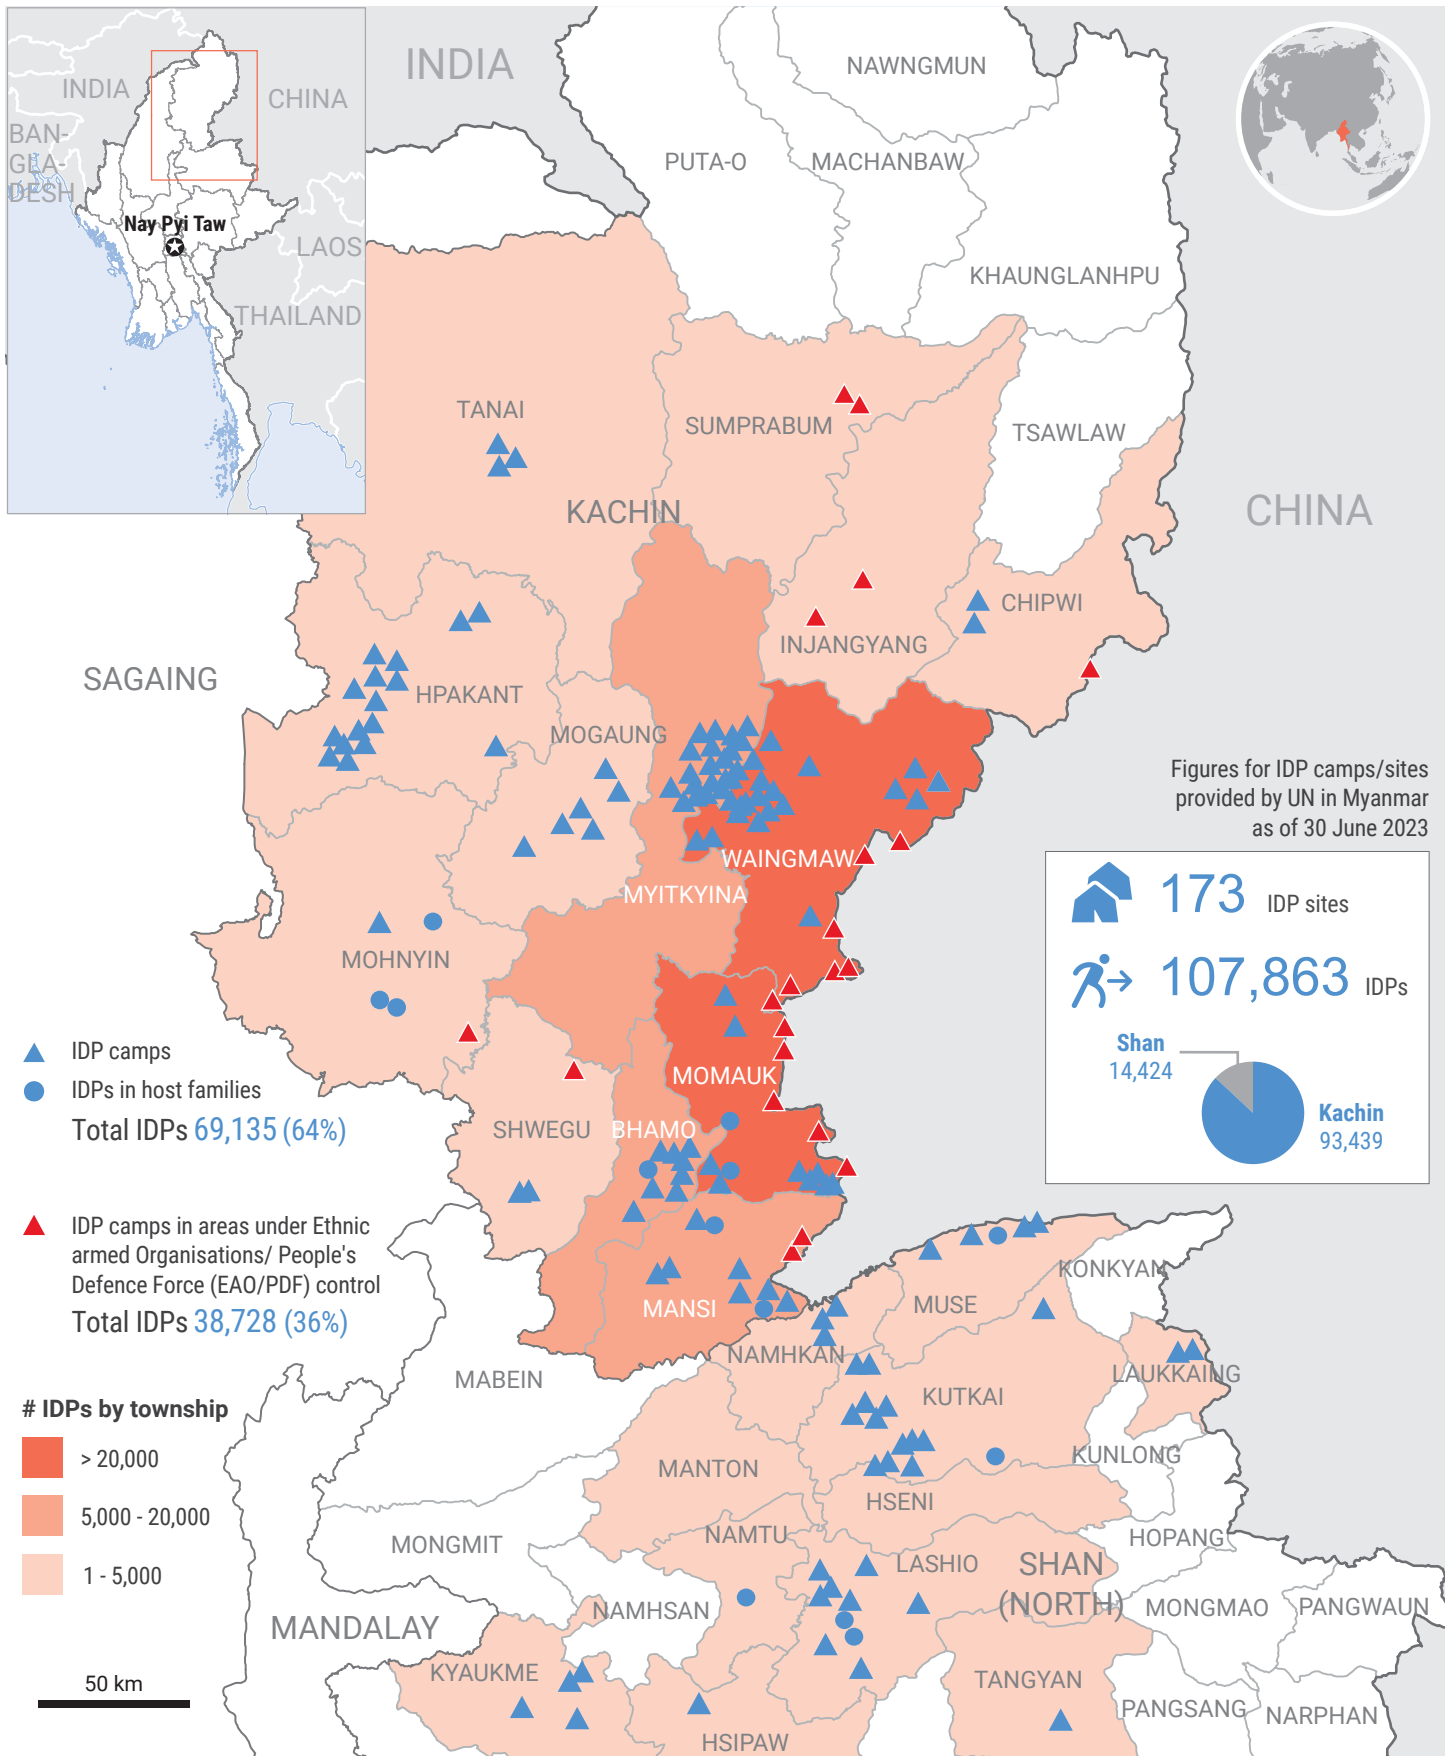 INDIA
CHINA
BAN-
GLA-
DESH
Nay Pyi Taw
LAOS
THAILAND
INDIA
NAWNGMUN
PUTA-O
MACHANBAW
KHAUNGLANHPU
TANAI
SUMPRABUM
TSAWLAW
KACHIN
CHINA
CHIPWI
INJANGYANG
SAGAING
HPAKANT
MOGAUNG
WAINGMAW
MYITKYINA
MOHNYIN
MOMAUK
SHWEGU
BHAMO
Figures for IDP camps/sites
provided by UN in Myanmar
as of 30 June 2023
173 IDP sites
107,863 IDPs
Shan
14,424
Kachin
93,439
IDP camps
IDPs in host families
Total IDPs 69,135 (64%)
IDP camps in areas under Ethnic
armed Organisations/ People's
Defence Force (EAO/PDF) control
Total IDPs 38,728 (36%)
# IDPs by township
> 20,000
5,000 - 20,000
1 - 5,000
50 km
MANSI
KONKYAN
MUSE
NAMHKAN
LAUKKAING
MABEIN
KUTKAI
KUNLONG
MANTON
HSENI
NAMTU
HOPANG
MONGMIT
LASHIO
SHAN
(NORTH)
NAMHSAN
MONGMAO
PANGWAUN
MANDALAY
KYAUKME
TANGYAN
PANGSANG
NARPHAN
HSIPAW